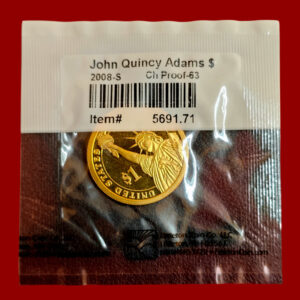 John Quincy Adams $
2008-S Ch Proof-63
Item# 5691.71
$1
UNITED STATES